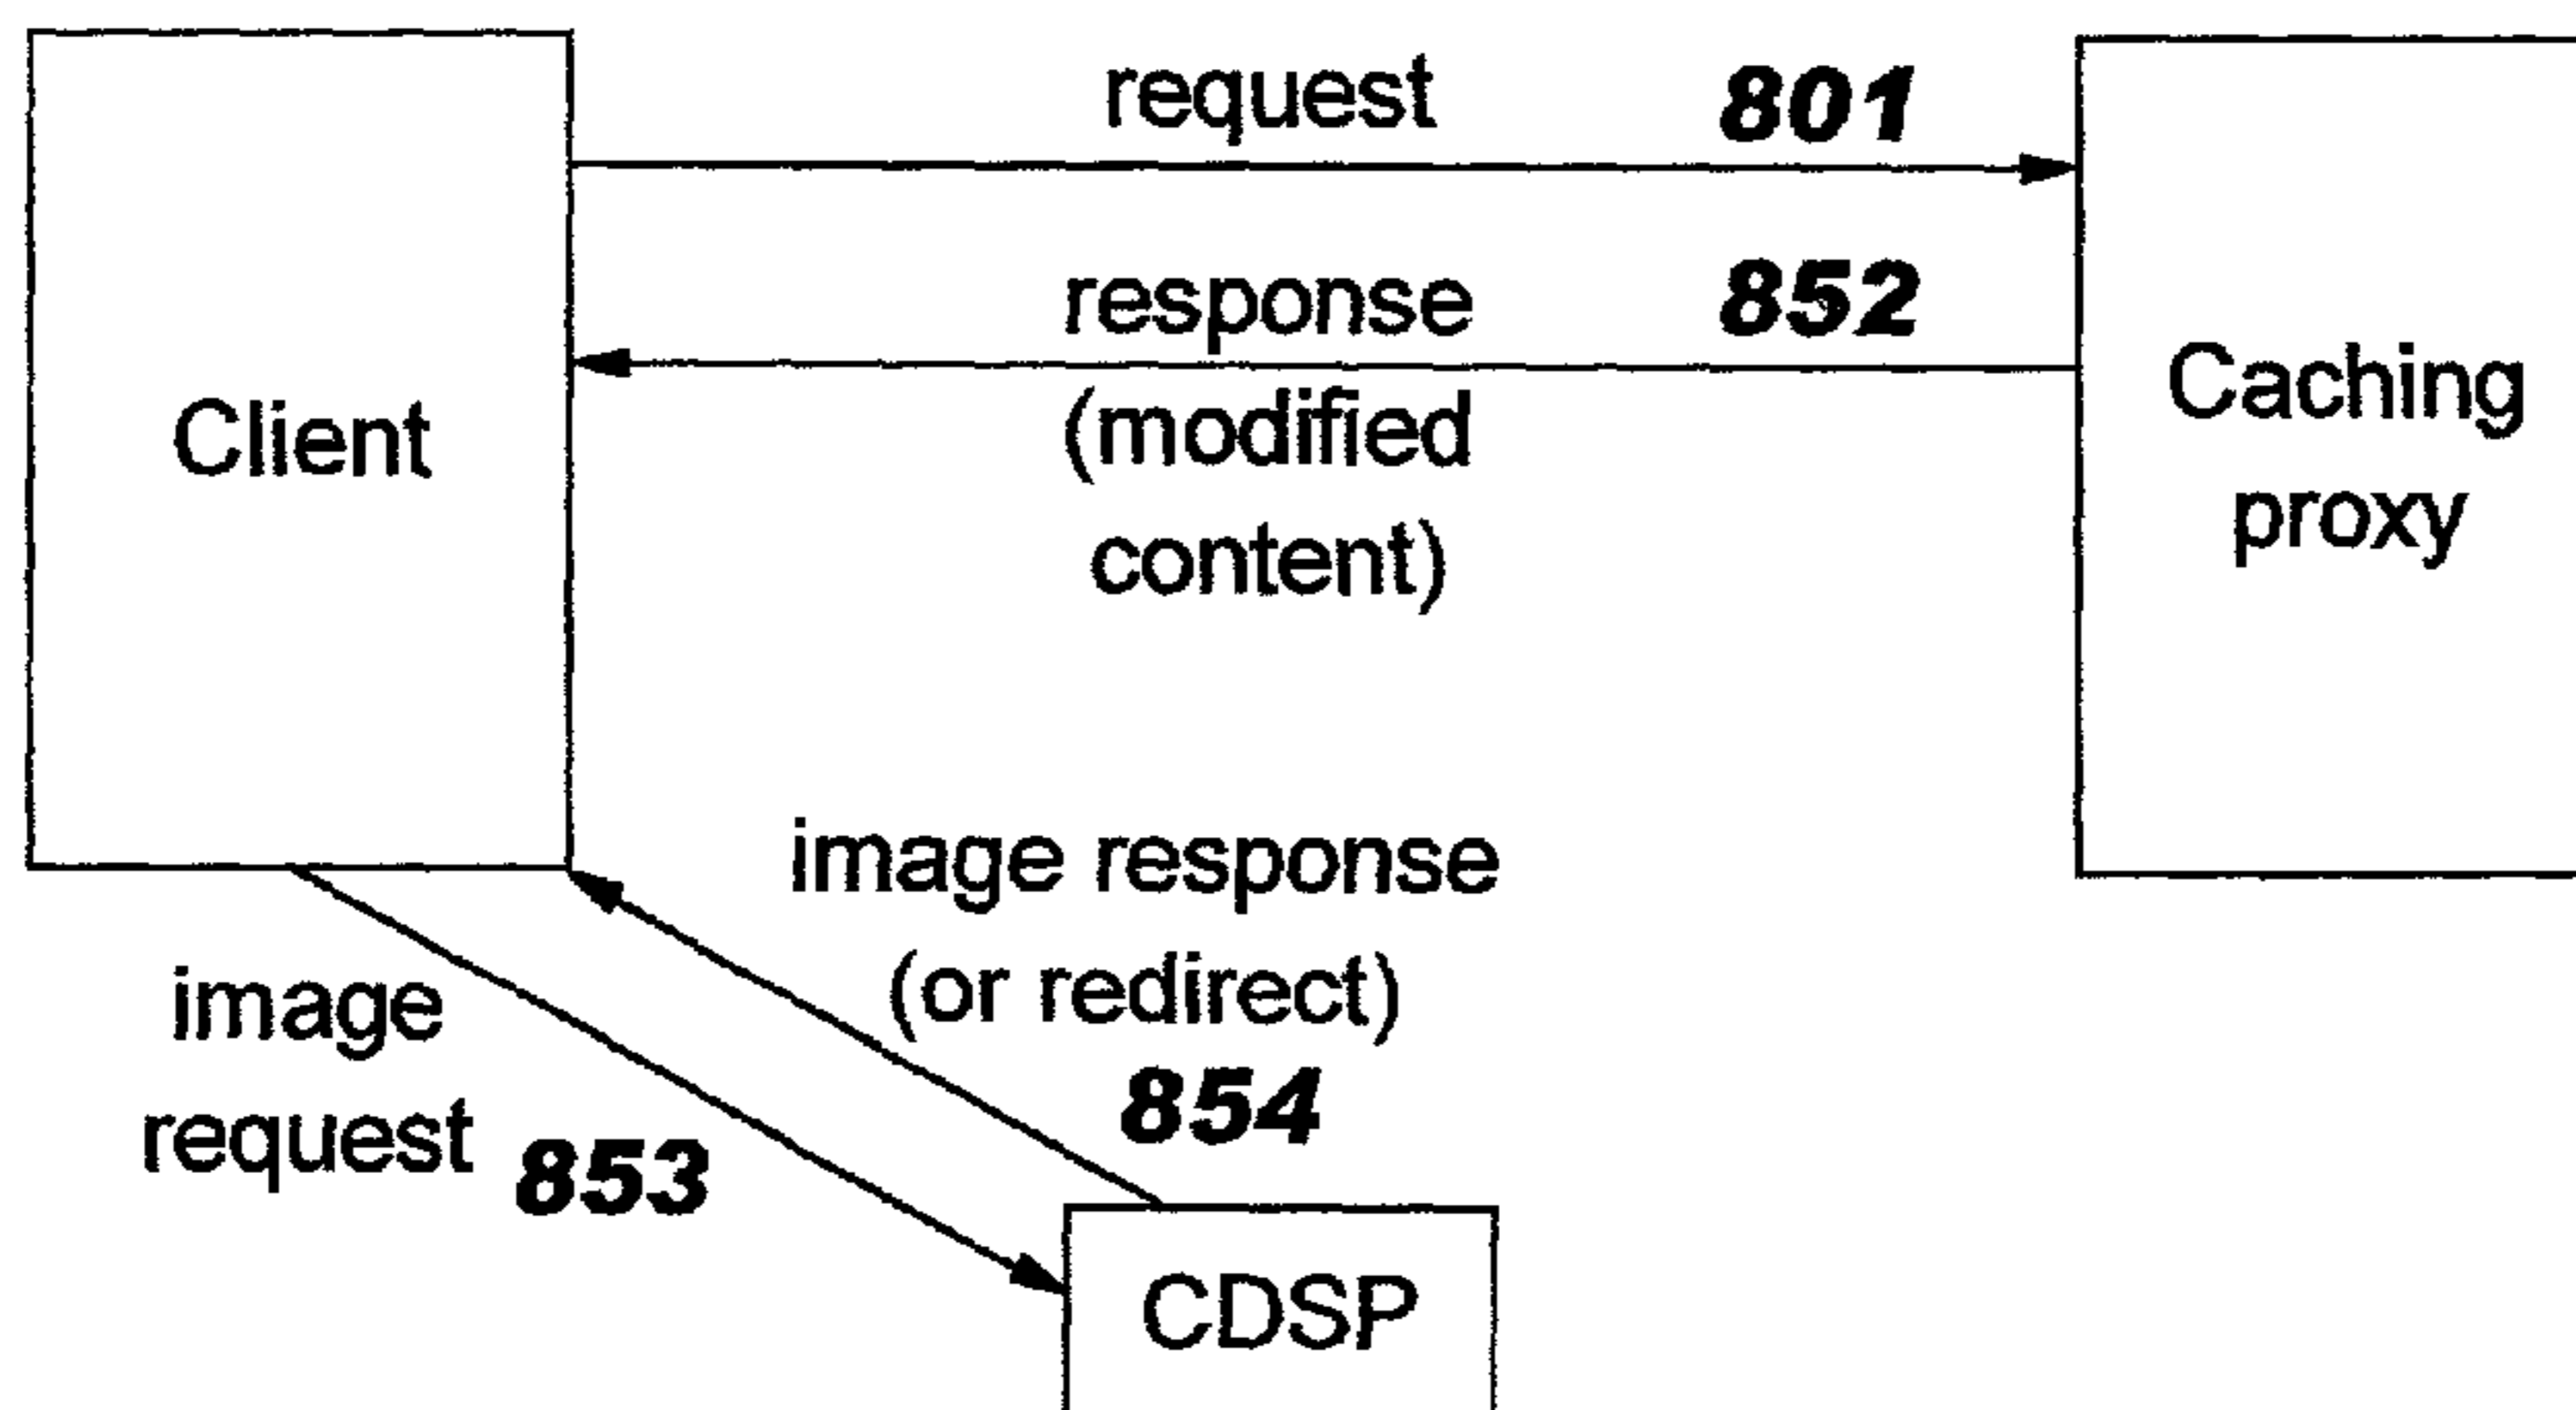 request 801
response 852
(modified
content)
Client
Caching
proxy
image response
(or redirect)
854
image
request 853
CDSP